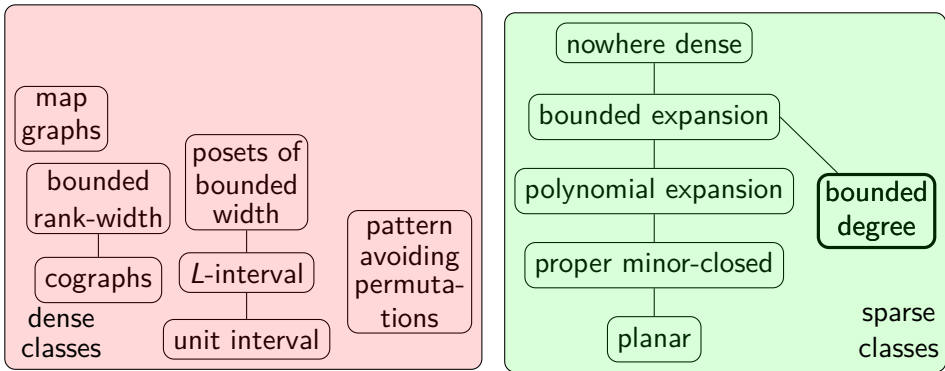 map
graphs
bounded
rank-width
cographs
posets of
bounded
width
L-interval
unit interval
pattern
avoiding
permuta-
tions
dense
classes
nowhere dense
bounded expansion
polynomial expansion
proper minor-closed
planar
bounded
degree
sparse
classes